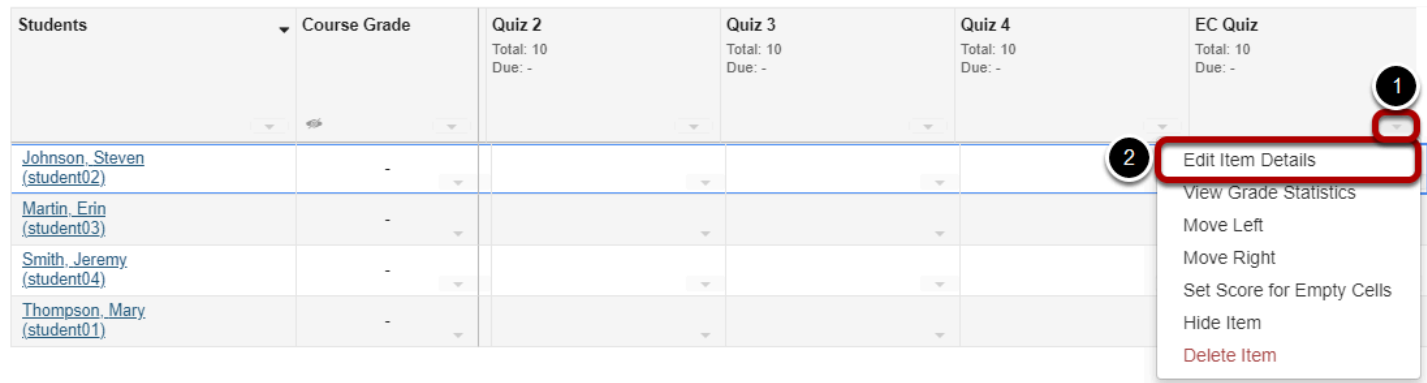 Students
Course Grade
Quiz 2
Total: 10
Due: -
Quiz 3
Total: 10
Due: -
Quiz 4
Total: 10
Due: -
EC Quiz
Total: 10
Due: -
1
Johnson, Steven
(student02)
-
2
Edit Item Details
Martin, Erin
(student03)
-
View Grade Statistics
Move Left
Smith, Jeremy
(student04)
-
Move Right
Set Score for Empty Cells
Thompson, Mary
(student01)
-
Hide Item
Delete Item